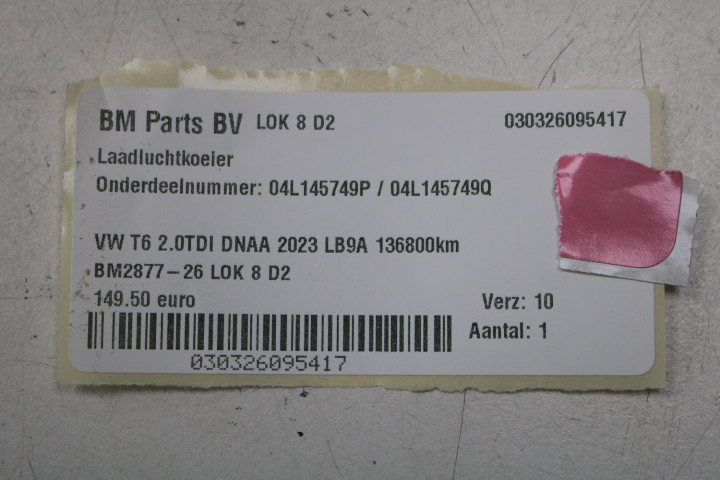 BM Parts BV LOK 8 D2 030326095417
Laadluchtkoeier
Onderdeelnummer: 04L145749P / 04L145749Q
VW T6 2.0TDI DNAA 2023 LB9A 136800km
BM2877-26 LOK 8 D2
149.50 euro Verz: 10
Aantal: 1
030326095417